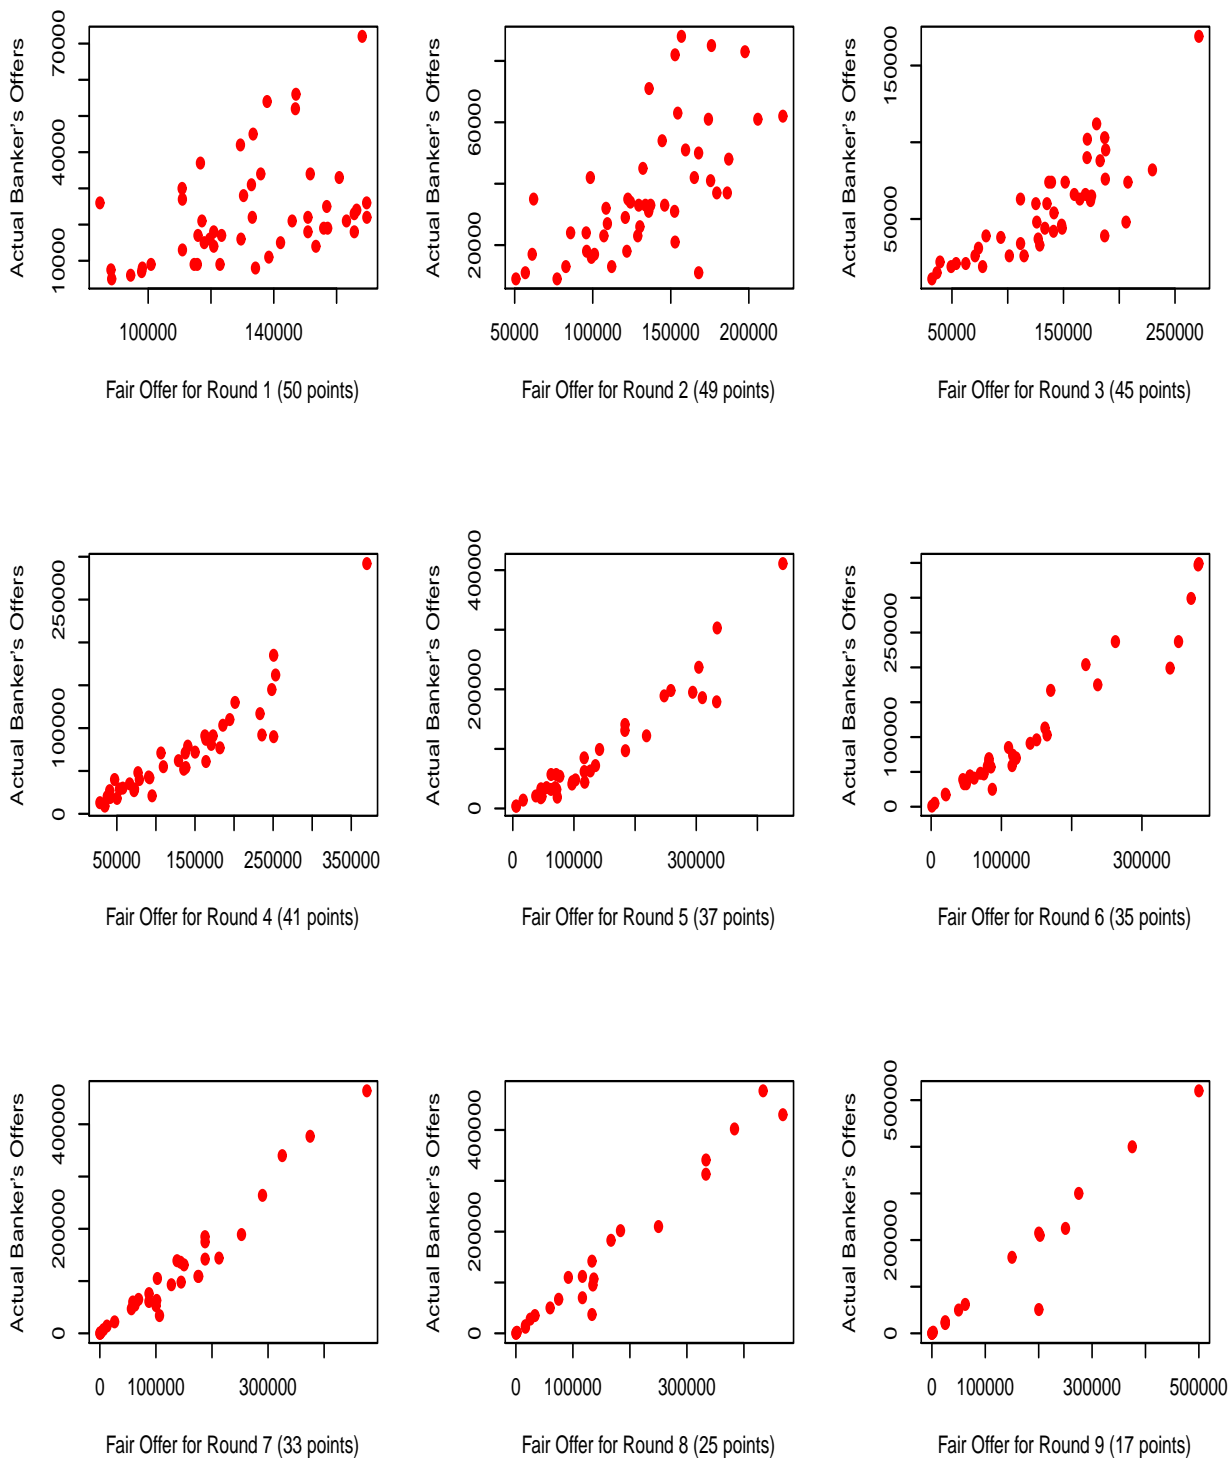 Actual Banker's Offers
10000 40000 70000
100000 140000
Fair Offer for Round 1 (50 points)
Actual Banker's Offers
20000 60000
50000 100000 150000 200000
Fair Offer for Round 2 (49 points)
Actual Banker's Offers
50000 150000
50000 150000 250000
Fair Offer for Round 3 (45 points)
Actual Banker's Offers
0 100000 250000
50000 150000 250000 350000
Fair Offer for Round 4 (41 points)
Actual Banker's Offers
0 200000 400000
0 100000 300000
Fair Offer for Round 5 (37 points)
Actual Banker's Offers
0 100000 250000
0 100000 300000
Fair Offer for Round 6 (35 points)
Actual Banker's Offers
0 200000 400000
0 100000 300000
Fair Offer for Round 7 (33 points)
Actual Banker's Offers
0 200000 400000
0 100000 300000
Fair Offer for Round 8 (25 points)
Actual Banker's Offers
0 200000 500000
0 100000 300000 500000
Fair Offer for Round 9 (17 points)